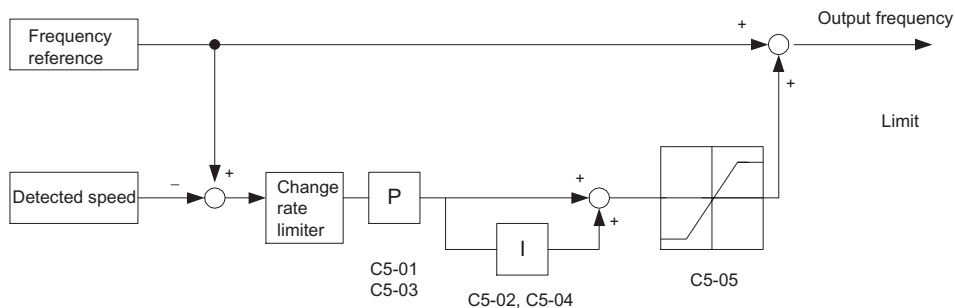 Frequency
reference
+
Output frequency
+
Limit
+
Detected speed
−
Change
rate
limiter
P
+
I
+
C5-01
C5-03
C5-02, C5-04
C5-05